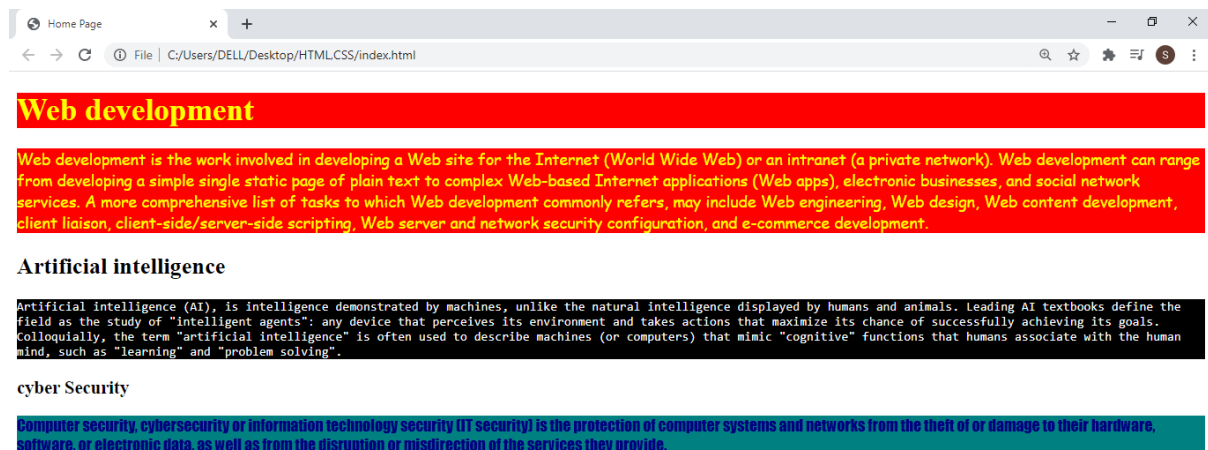 Home Page
File | C:/Users/DELL/Desktop/HTML,CSS/index.html
S
Web development
Web development is the work involved in developing a Web site for the Internet (World Wide Web) or an intranet (a private network). Web development can range
from developing a simple single static page of plain text to complex Web-based Internet applications (Web apps), electronic businesses, and social network
services. A more comprehensive list of tasks to which Web development commonly refers, may include Web engineering, Web design, Web content development,
client liaison, client-side/server-side scripting, Web server and network security configuration, and e-commerce development.
Artificial intelligence
Artificial intelligence (AI), is intelligence demonstrated by machines, unlike the natural intelligence displayed by humans and animals. Leading AI textbooks define the
field as the study of "intelligent agents": any device that perceives its environment and takes actions that maximize its chance of successfully achieving its goals.
Colloquially, the term "artificial intelligence" is often used to describe machines (or computers) that mimic "cognitive" functions that humans associate with the human
mind, such as "learning" and "problem solving".
cyber Security
Computer security, cybersecurity or information technology security (IT security) is the protection of computer systems and networks from the theft of or damage to their hardware,
software, or electronic data, as well as from the disruption or misdirection of the services they provide.